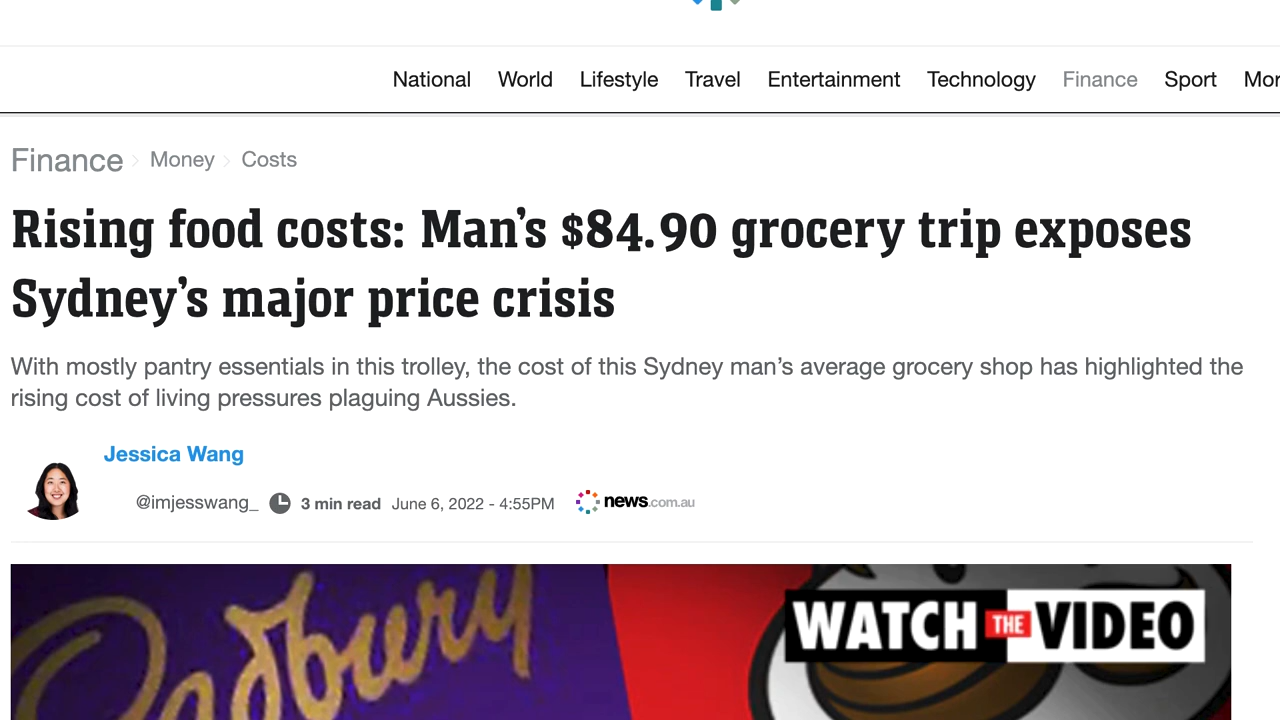 National World Lifestyle Travel Entertainment Technology Finance Sport Mor
Finance > Money > Costs
Rising food costs: Man’s $84.90 grocery trip exposes
Sydney’s major price crisis
With mostly pantry essentials in this trolley, the cost of this Sydney man’s average grocery shop has highlighted the
rising cost of living pressures plaguing Aussies.
Jessica Wang
@imjesswang_ 3 min read June 6, 2022 - 4:55PM news.com.au
WATCH THE VIDEO
Cadbury